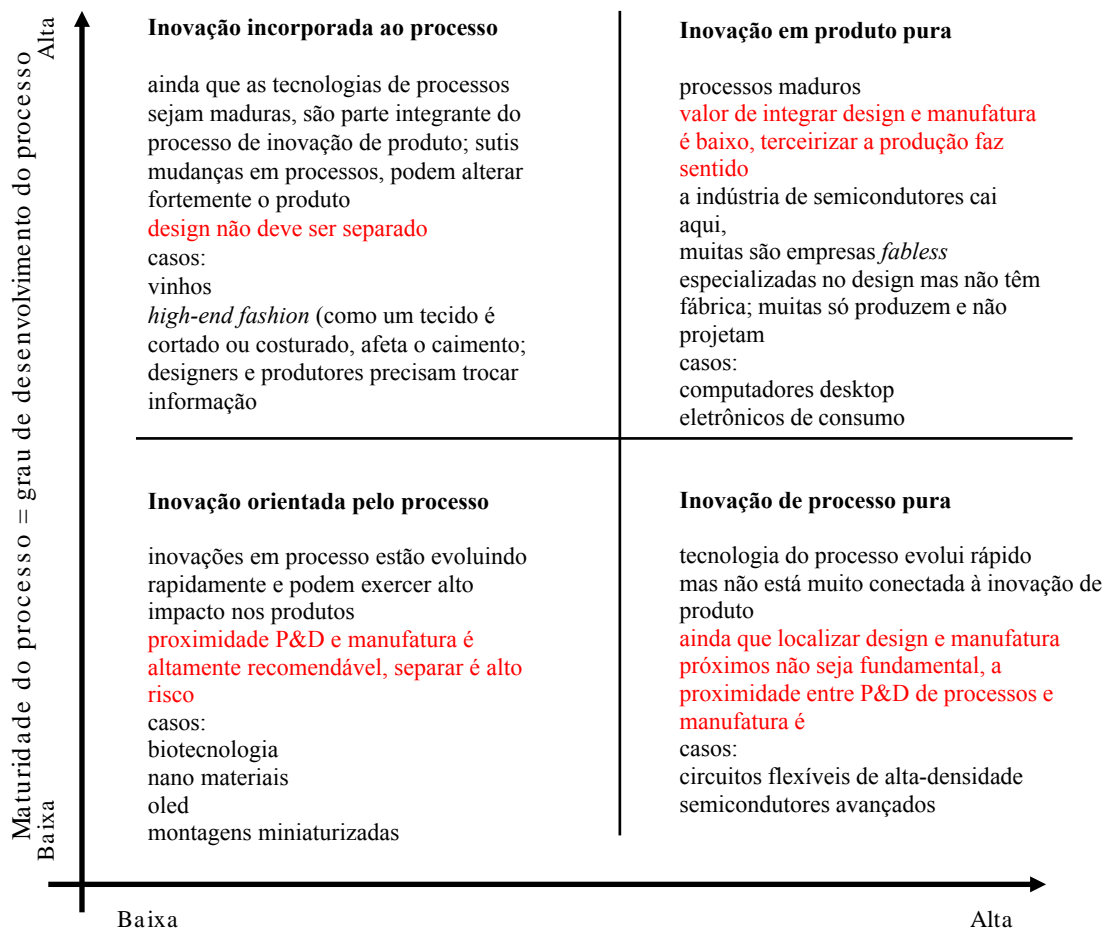 Maturidade do processo = grau de desenvolvimento do processo
Alta
Baixa
Inovação incorporada ao processo
ainda que as tecnologias de processos
sejam maduras, são parte integrante do
processo de inovação de produto; sutis
mudanças em processos, podem alterar
fortemente o produto
design não deve ser separado
casos:
vinhos
high-end fashion (como um tecido é
cortado ou costurado, afeta o caimento;
designers e produtores precisam trocar
informação
Inovação em produto pura
processos maduros
valor de integrar design e manufatura
é baixo, terceirizar a produção faz
sentido
a indústria de semicondutores cai
aqui,
muitas são empresas fabless
especializadas no design mas não têm
fábrica; muitas só produzem e não
projetam
casos:
computadores desktop
eletrônicos de consumo
Inovação orientada pelo processo
inovações em processo estão evoluindo
rapidamente e podem exercer alto
impacto nos produtos
proximidade P&D e manufatura é
altamente recomendável, separar é alto
risco
casos:
biotecnologia
nano materiais
oled
montagens miniaturizadas
Inovação de processo pura
tecnologia do processo evolui rápido
mas não está muito conectada à inovação de
produto
ainda que localizar design e manufatura
próximos não seja fundamental, a
proximidade entre P&D de processos e
manufatura é
casos:
circuitos flexíveis de alta-densidade
semicondutores avançados
Baixa
Alta